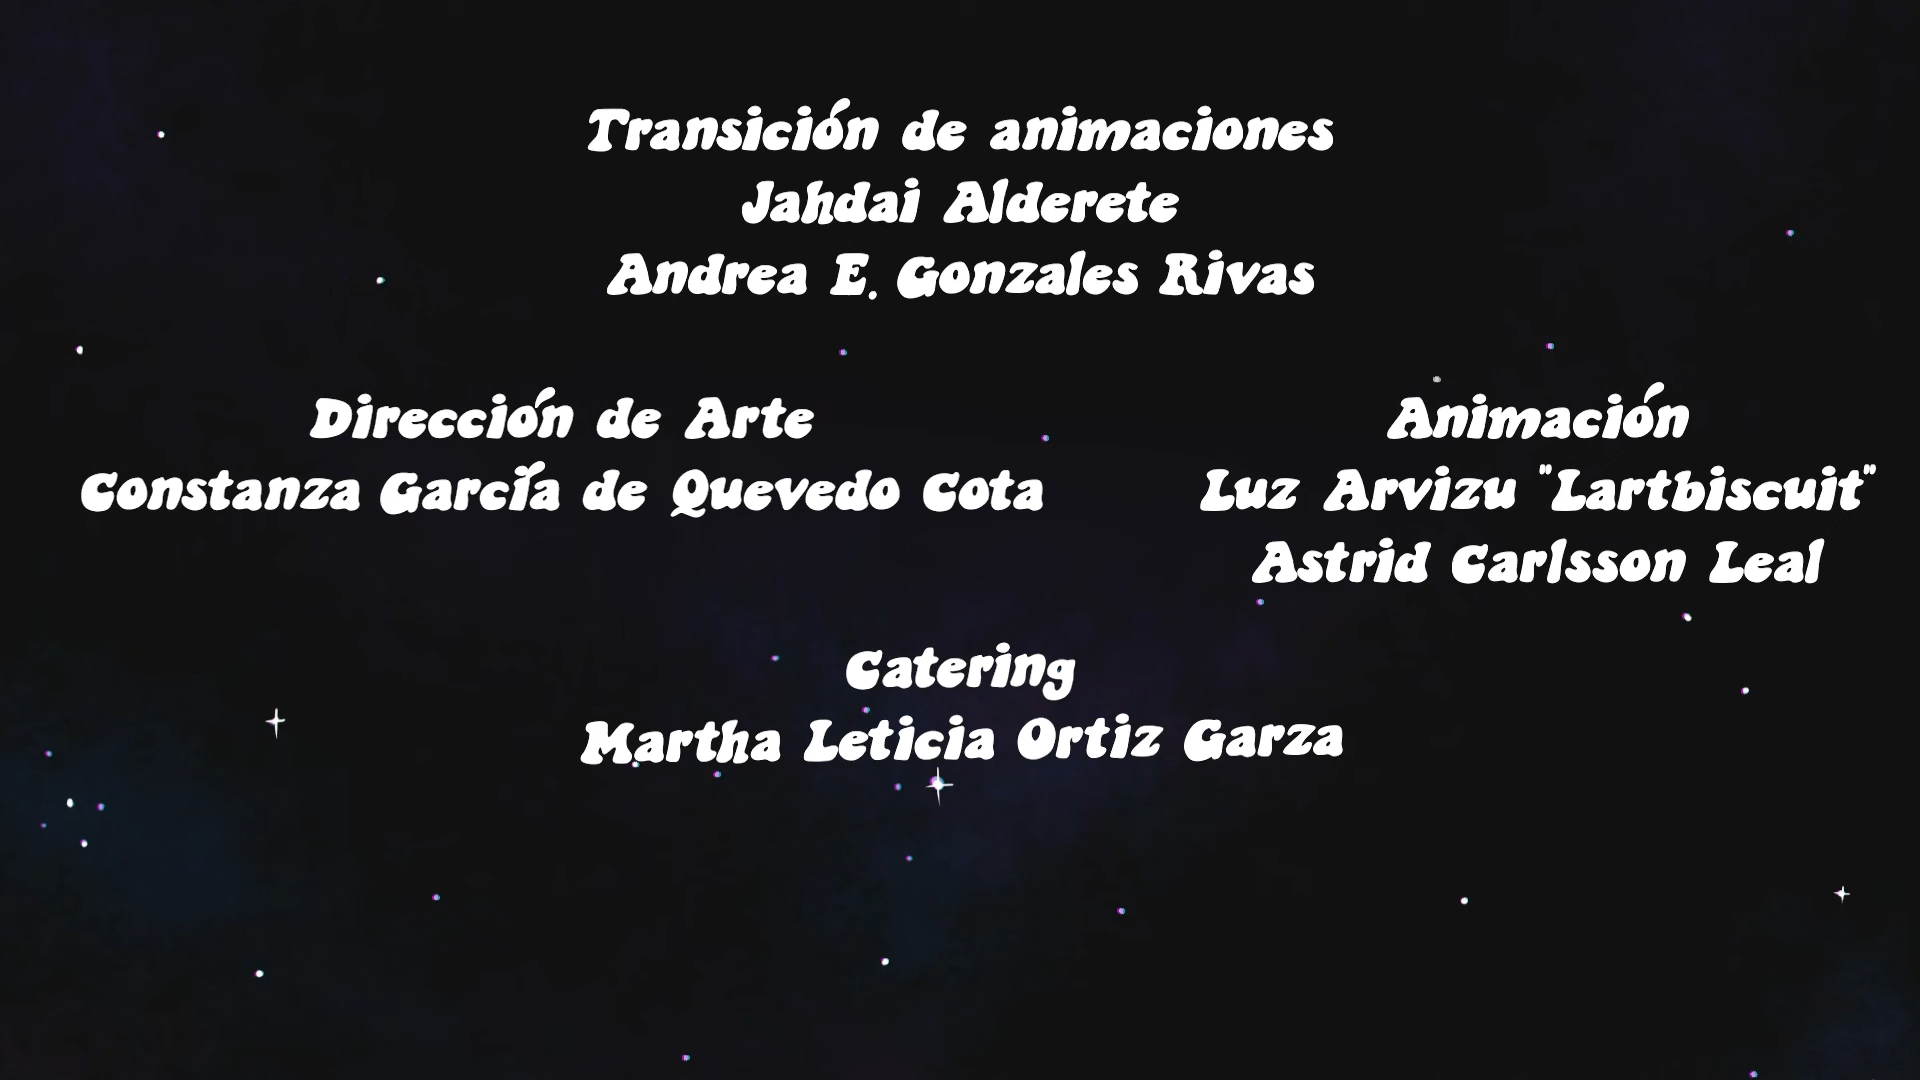 Transición de animaciones
Jahdai Alderete
Andrea E. Gonzales Rivas
Dirección de Arte
Constanza García de Quevedo Cota
Animación
Luz Arvizu "Lartbiscuit"
Astrid Carlsson Leal
Catering
Martha Leticia Ortiz Garza